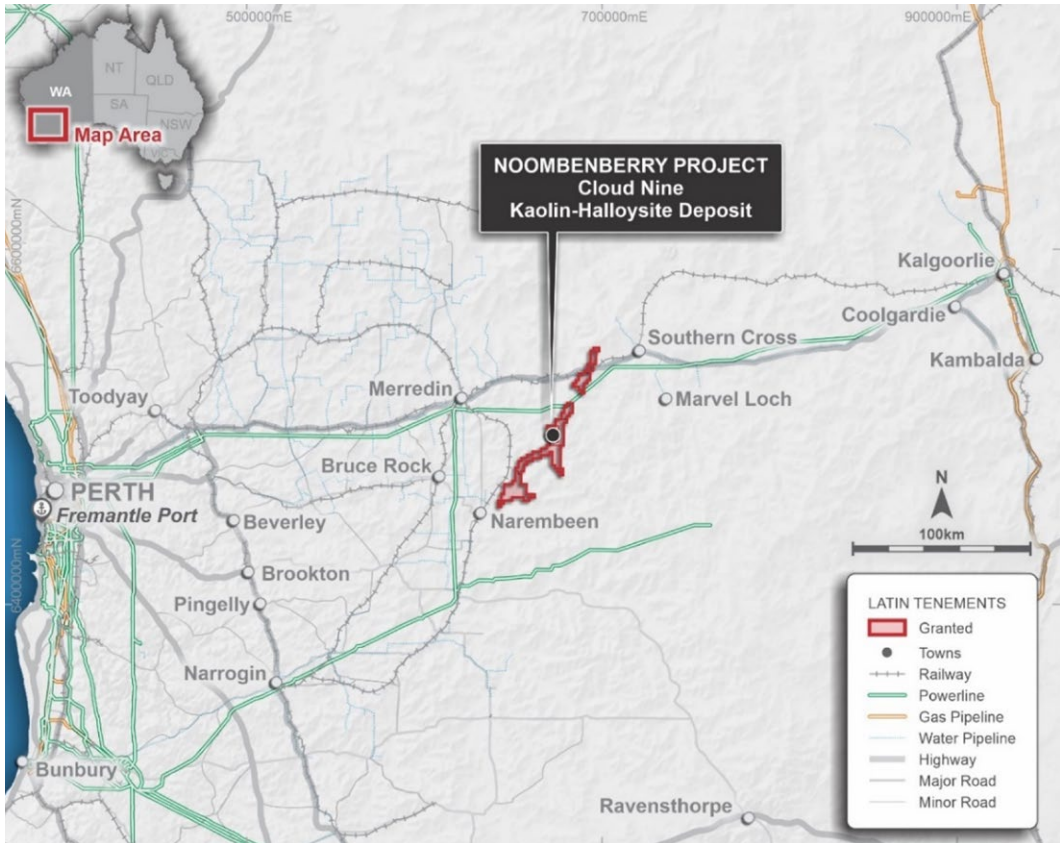 500000mE
700000mE
900000mE
NT
QLD
WA
SA
NSW
Map Area
6600000mN
NOOMBENBERRY PROJECT
Cloud Nine
Kaolin-Halloysite Deposit
Kalgoorlie
Coolgardie
Kambalda
Southern Cross
Marvel Loch
Merredin
Toodyay
Bruce Rock
PERTH
Fremantle Port
Beverley
Narembeen
Brookton
Pingelly
6400000mN
Narrogin
Bunbury
Ravensthorpe
N
100km
LATIN TENEMENTS
Granted
Towns
Railway
Powerline
Gas Pipeline
Water Pipeline
Highway
Major Road
Minor Road